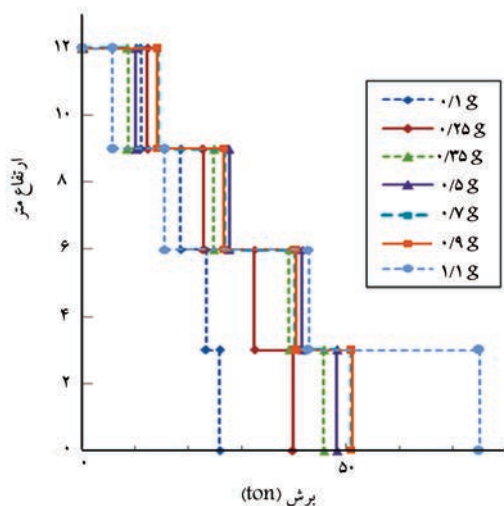 ۱۲
۱۰
۸
۶
۴
۲
۰
ارتفاع متر
۰/۱ g
۰/۲۵ g
۰/۳۵ g
۰/۵ g
۰/۷ g
۰/۹ g
۱/۱ g
۰
۵۰
برش (ton)